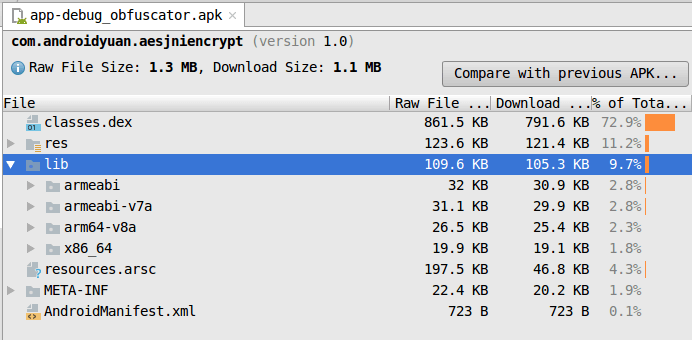 app-debug_obfuscator.apk ×
com.androidyuan.aesjniencrypt (version 1.0)
Raw File Size: 1.3 MB, Download Size: 1.1 MB
Compare with previous APK...
File Raw File ... Download ... % of Tota...
classes.dex 861.5 KB 791.6 KB 72.9%
res 123.6 KB 121.4 KB 11.2%
lib 109.6 KB 105.3 KB 9.7%
armeabi 32 KB 30.9 KB 2.8%
armeabi-v7a 31.1 KB 29.9 KB 2.8%
arm64-v8a 26.5 KB 25.4 KB 2.3%
x86_64 19.9 KB 19.1 KB 1.8%
resources.arsc 197.5 KB 46.8 KB 4.3%
META-INF 22.4 KB 20.2 KB 1.9%
AndroidManifest.xml 723 B 723 B 0.1%